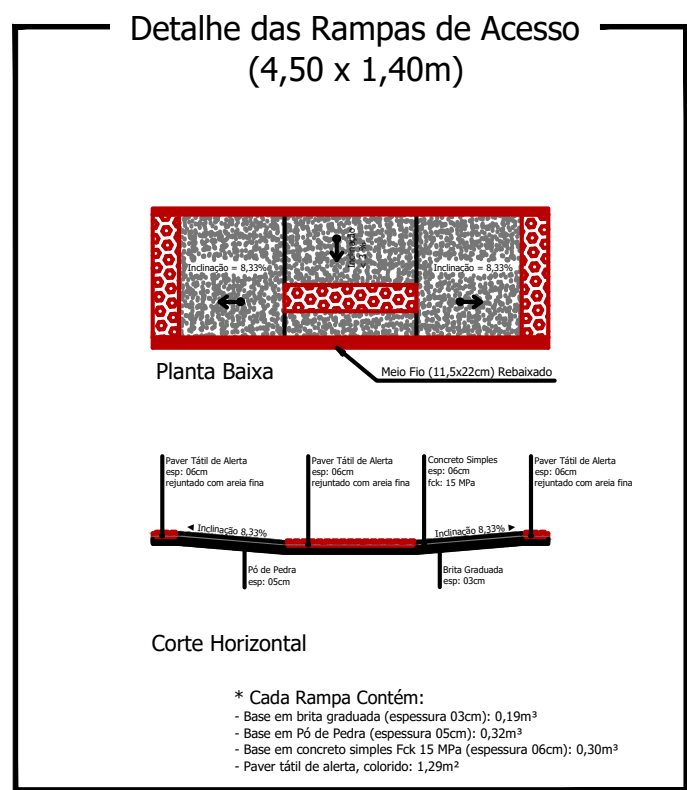 Detalhe das Rampas de Acesso
(4,50 x 1,40m)
Inclinação
Inclinação = 8,33%
Inclinação = 8,33%
Planta Baixa
Meio Fio (11,5x22cm) Rebaixado
Paver Tátil de Alerta
esp: 06cm
rejuntado com areia fina
Paver Tátil de Alerta
esp: 06cm
rejuntado com areia fina
Concreto Simples
esp: 06cm
fck: 15 MPa
Paver Tátil de Alerta
esp: 06cm
rejuntado com areia fina
Inclinação 8,33%
Inclinação 8,33%
Pó de Pedra
esp: 05cm
Brita Graduada
esp: 03cm
Corte Horizontal
* Cada Rampa Contém:
- Base em brita graduada (espessura 03cm): 0,19m³
- Base em Pó de Pedra (espessura 05cm): 0,32m³
- Base em concreto simples Fck 15 MPa (espessura 06cm): 0,30m³
- Paver tátil de alerta, colorido: 1,29m²